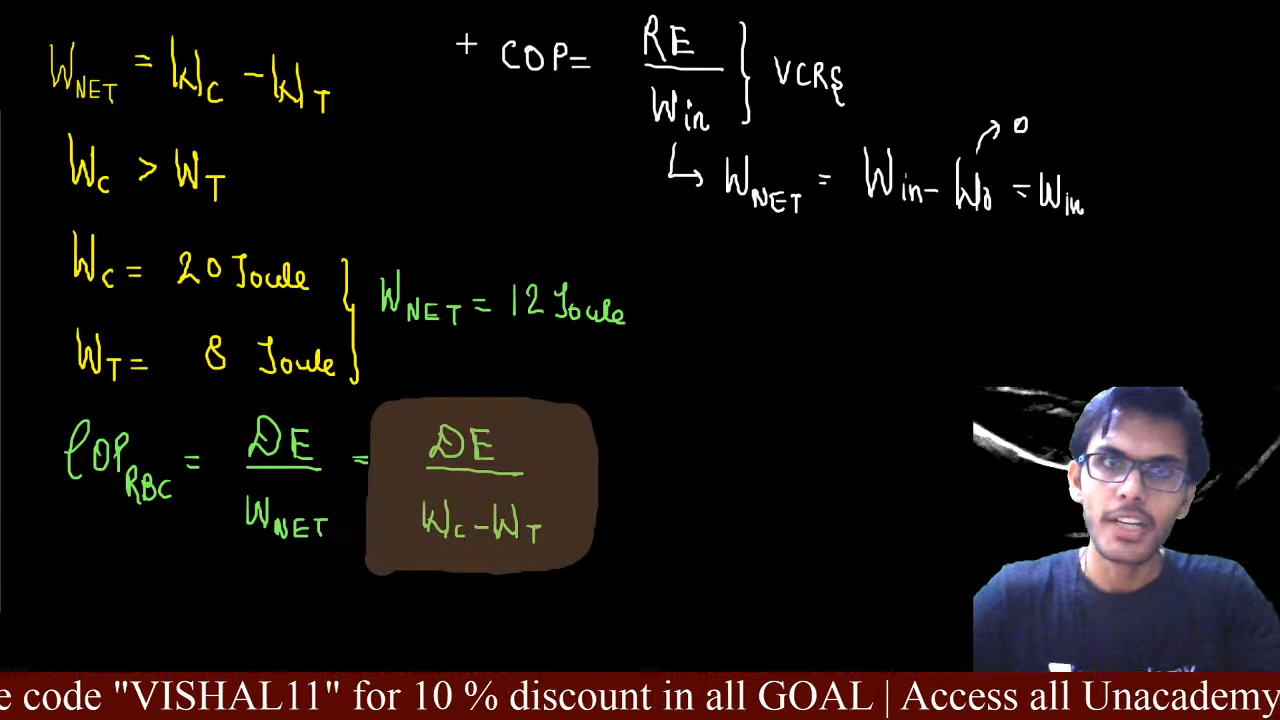 W_NET = W_C - W_T
W_C > W_T
W_C = 20 Joule
W_T = 8 Joule
W_NET = 12 Joule
COP_RBC = DE / W_NET = DE / W_C - W_T
+ COP = RE / W_in } VCRS
↳ W_NET = W_in - W_0 = W_in
→ 0
e code "VISHAL11" for 10 % discount in all GOAL | Access all Unacademy